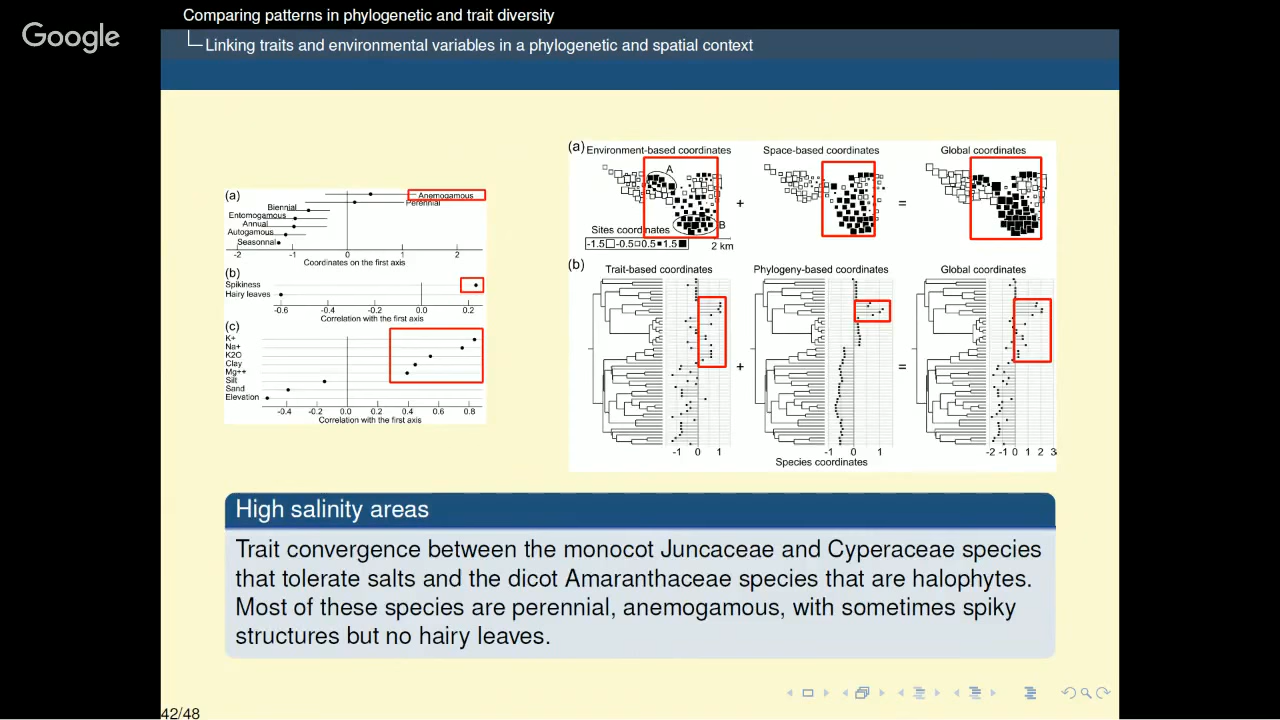 Google
Comparing patterns in phylogenetic and trait diversity
Linking traits and environmental variables in a phylogenetic and spatial context
(a)
Anemogamous
Perennial
Biennial
Entomogamous
Annual
Autogamous
Seasonnal
-2 -1 0 1 2
Coordinates on the first axis
(b)
Spikiness
Hairy leaves
-0.6 -0.4 -0.2 0.0 0.2
Correlation with the first axis
(c)
K+
Na+
K2O
Clay
Mg++
Silt
Sand
Elevation
-0.4 -0.2 0.0 0.2 0.4 0.6 0.8
Correlation with the first axis
(a) Environment-based coordinates Space-based coordinates Global coordinates
A
+ =
B
Sites coordinates
-1.5 -0.5 0.5 1.5 2 km
(b) Trait-based coordinates Phylogeny-based coordinates Global coordinates
+ =
-1 0 1 -1 0 1 -2 -1 0 1 2 3
Species coordinates
High salinity areas
Trait convergence between the monocot Juncaceae and Cyperaceae species
that tolerate salts and the dicot Amaranthaceae species that are halophytes.
Most of these species are perennial, anemogamous, with sometimes spiky
structures but no hairy leaves.
42/48